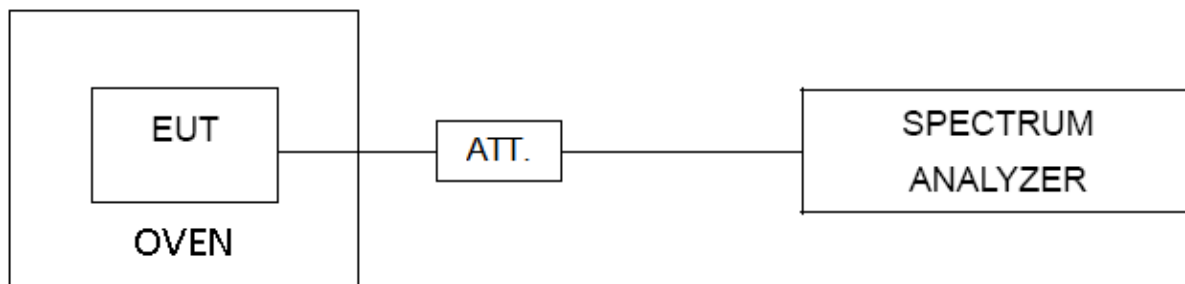 EUT
OVEN
ATT.
SPECTRUM
ANALYZER